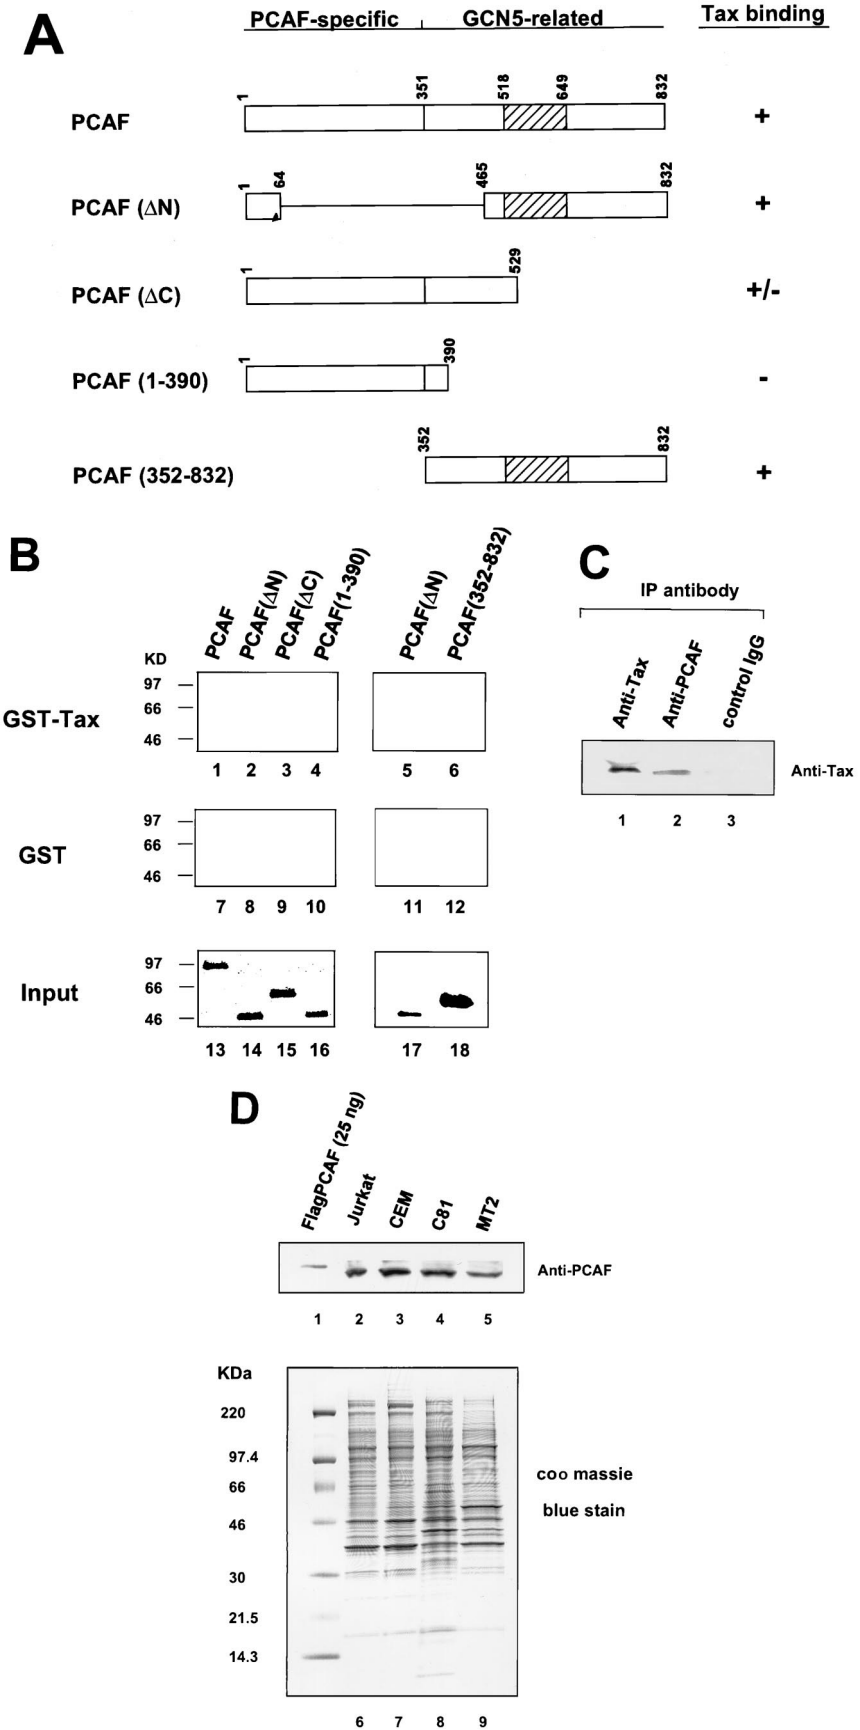 A
PCAF-specific GCN5-related Tax binding
1 351 518 649 832
PCAF +
1 64 465 832
PCAF (ΔN) +
1 529
PCAF (ΔC) +/-
1 390
PCAF (1-390) -
352 832
PCAF (352-832) +
B
PCAF PCAF(ΔN) PCAF(ΔC) PCAF(1-390) PCAF(ΔN) PCAF(352-832)
KD
GST-Tax
97
66
46
1 2 3 4 5 6
GST
97
66
46
7 8 9 10 11 12
Input
97
66
46
13 14 15 16 17 18
C
IP antibody
Anti-Tax Anti-PCAF control IgG
Anti-Tax
1 2 3
D
FlagPCAF (25 ng) Jurkat CEM C81 MT2
Anti-PCAF
1 2 3 4 5
KDa
220
97.4
66
46
30
21.5
14.3
coo massie
blue stain
6 7 8 9